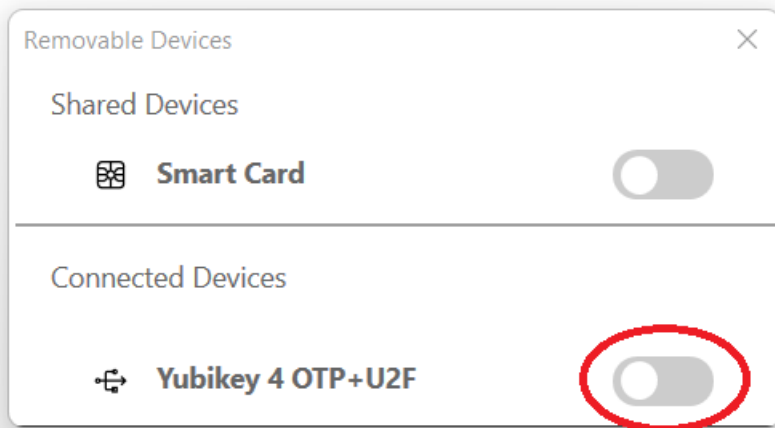 Removable Devices
Shared Devices
Smart Card
Connected Devices
Yubikey 4 OTP+U2F